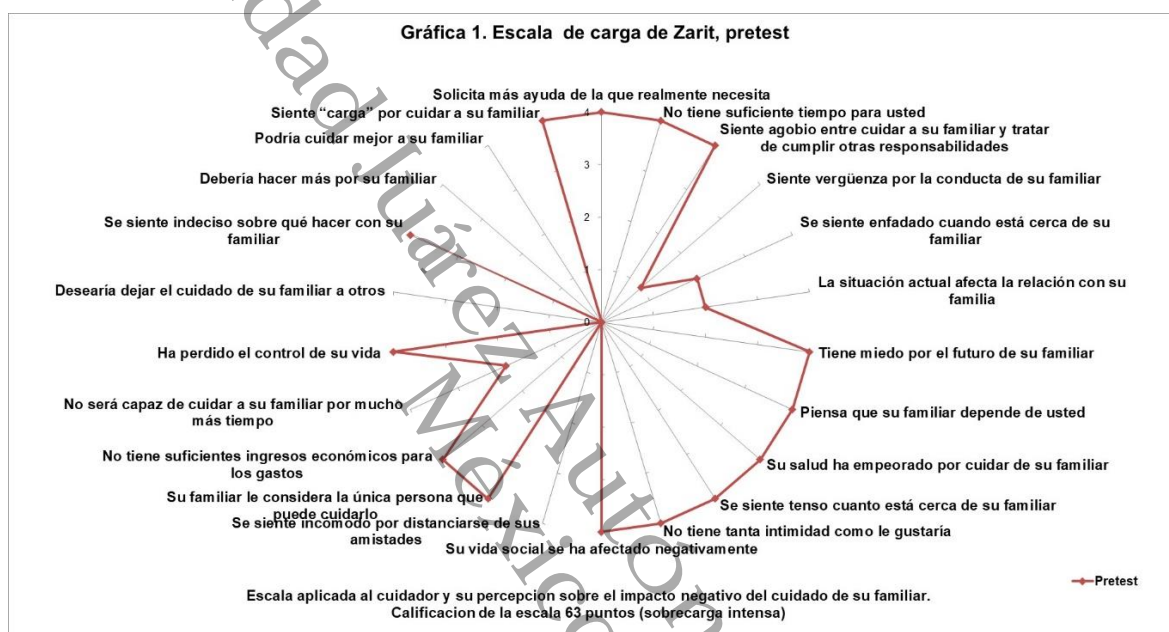 Gráfica 1. Escala de carga de Zarit, pretest
Solicita más ayuda de la que realmente necesita
No tiene suficiente tiempo para usted
Siente agobio entre cuidar a su familiar y tratar
de cumplir otras responsabilidades
Siente vergüenza por la conducta de su familiar
Se siente enfadado cuando está cerca de su
familiar
La situación actual afecta la relación con su
familia
Tiene miedo por el futuro de su familiar
Piensa que su familiar depende de usted
Su salud ha empeorado por cuidar de su familiar
Se siente tenso cuanto está cerca de su familiar
No tiene tanta intimidad como le gustaría
Su vida social se ha afectado negativamente
Se siente incomodo por distanciarse de sus
amistades
Su familiar le considera la única persona que
puede cuidarlo
No tiene suficientes ingresos económicos para
los gastos
No será capaz de cuidar a su familiar por mucho
más tiempo
Ha perdido el control de su vida
Desearía dejar el cuidado de su familiar a otros
Se siente indeciso sobre qué hacer con su
familiar
Debería hacer más por su familiar
Podría cuidar mejor a su familiar
Siente “carga” por cuidar a su familiar
4
3
2
1
0
Pretest
Escala aplicada al cuidador y su percepcion sobre el impacto negativo del cuidado de su familiar.
Calificacion de la escala 63 puntos (sobrecarga intensa)
dad Juárez Autón
México